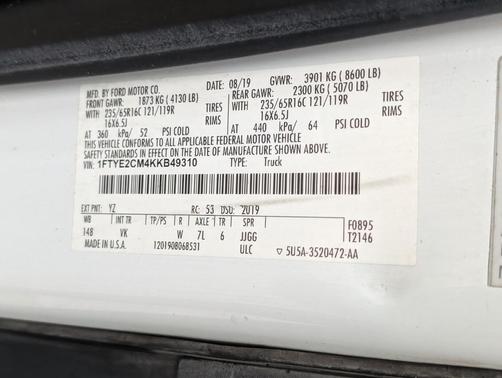 MFD. BY FORD MOTOR CO. DATE: 08/19 GVWR: 3901 KG ( 8600 LB)
FRONT GAWR: 1873 KG ( 4130 LB) REAR GAWR: 2300 KG ( 5070 LB)
WITH 235/65R16C 121/119R TIRES WITH 235/65R16C 121/119R TIRES
16X6.5J RIMS 16X6.5J RIMS
AT 360 kPa/ 52 PSI COLD AT 440 kPa/ 64 PSI COLD
THIS VEHICLE CONFORMS TO ALL APPLICABLE FEDERAL MOTOR VEHICLE
SAFETY STANDARDS IN EFFECT ON THE DATE OF MANUFACTURE SHOWN ABOVE.
VIN: 1FTYE2CM4KKB49310 TYPE: Truck
EXT PNT: YZ RC: 53 DSO: 2019
WB INT TR TP/PS R AXLE TR SPR F0895
148 VK W 7L 6 JJGG T2146
MADE IN U.S.A. 120190806853​1 ULC ▽ 5U5A-3520472-AA